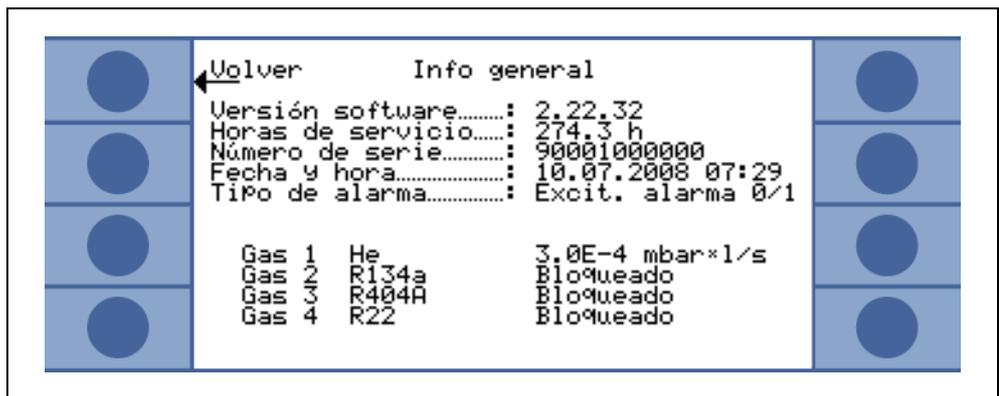 Volver Info general
Versión software........: 2.22.32
Horas de servicio.....: 274.3 h
Número de serie...........: 90001000000
Fecha y hora...................: 10.07.2008 07:29
Tipo de alarma..............: Excit. alarma 0/1
Gas 1 He 3.0E-4 mbar*l/s
Gas 2 R134a Bloqueado
Gas 3 R404A Bloqueado
Gas 4 R22 Bloqueado